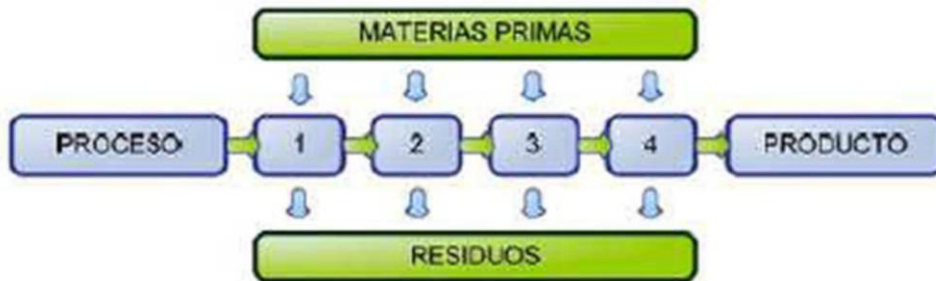 MATERIAS PRIMAS
PROCESO 1 2 3 4 PRODUCTO
RESIDUOS